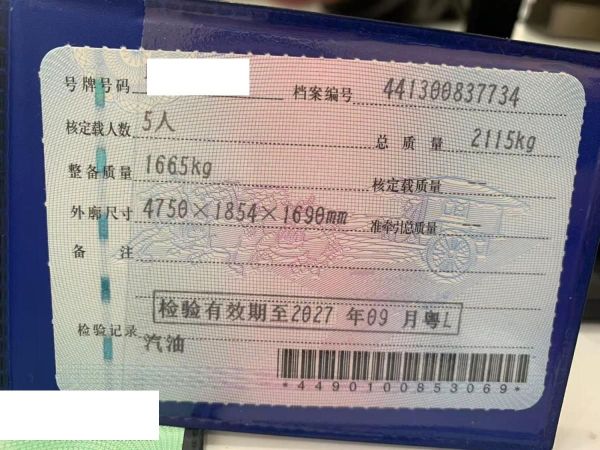 号牌号码 档案编号 441300837734
核定载人数 5人 总质量 2115kg
整备质量 1665kg 核定载质量
外廓尺寸 4750×1854×1690mm 准牵引总质量 --
备注
检验有效期至2027 年09 月粤L
检验记录
汽油
*4490100853069*